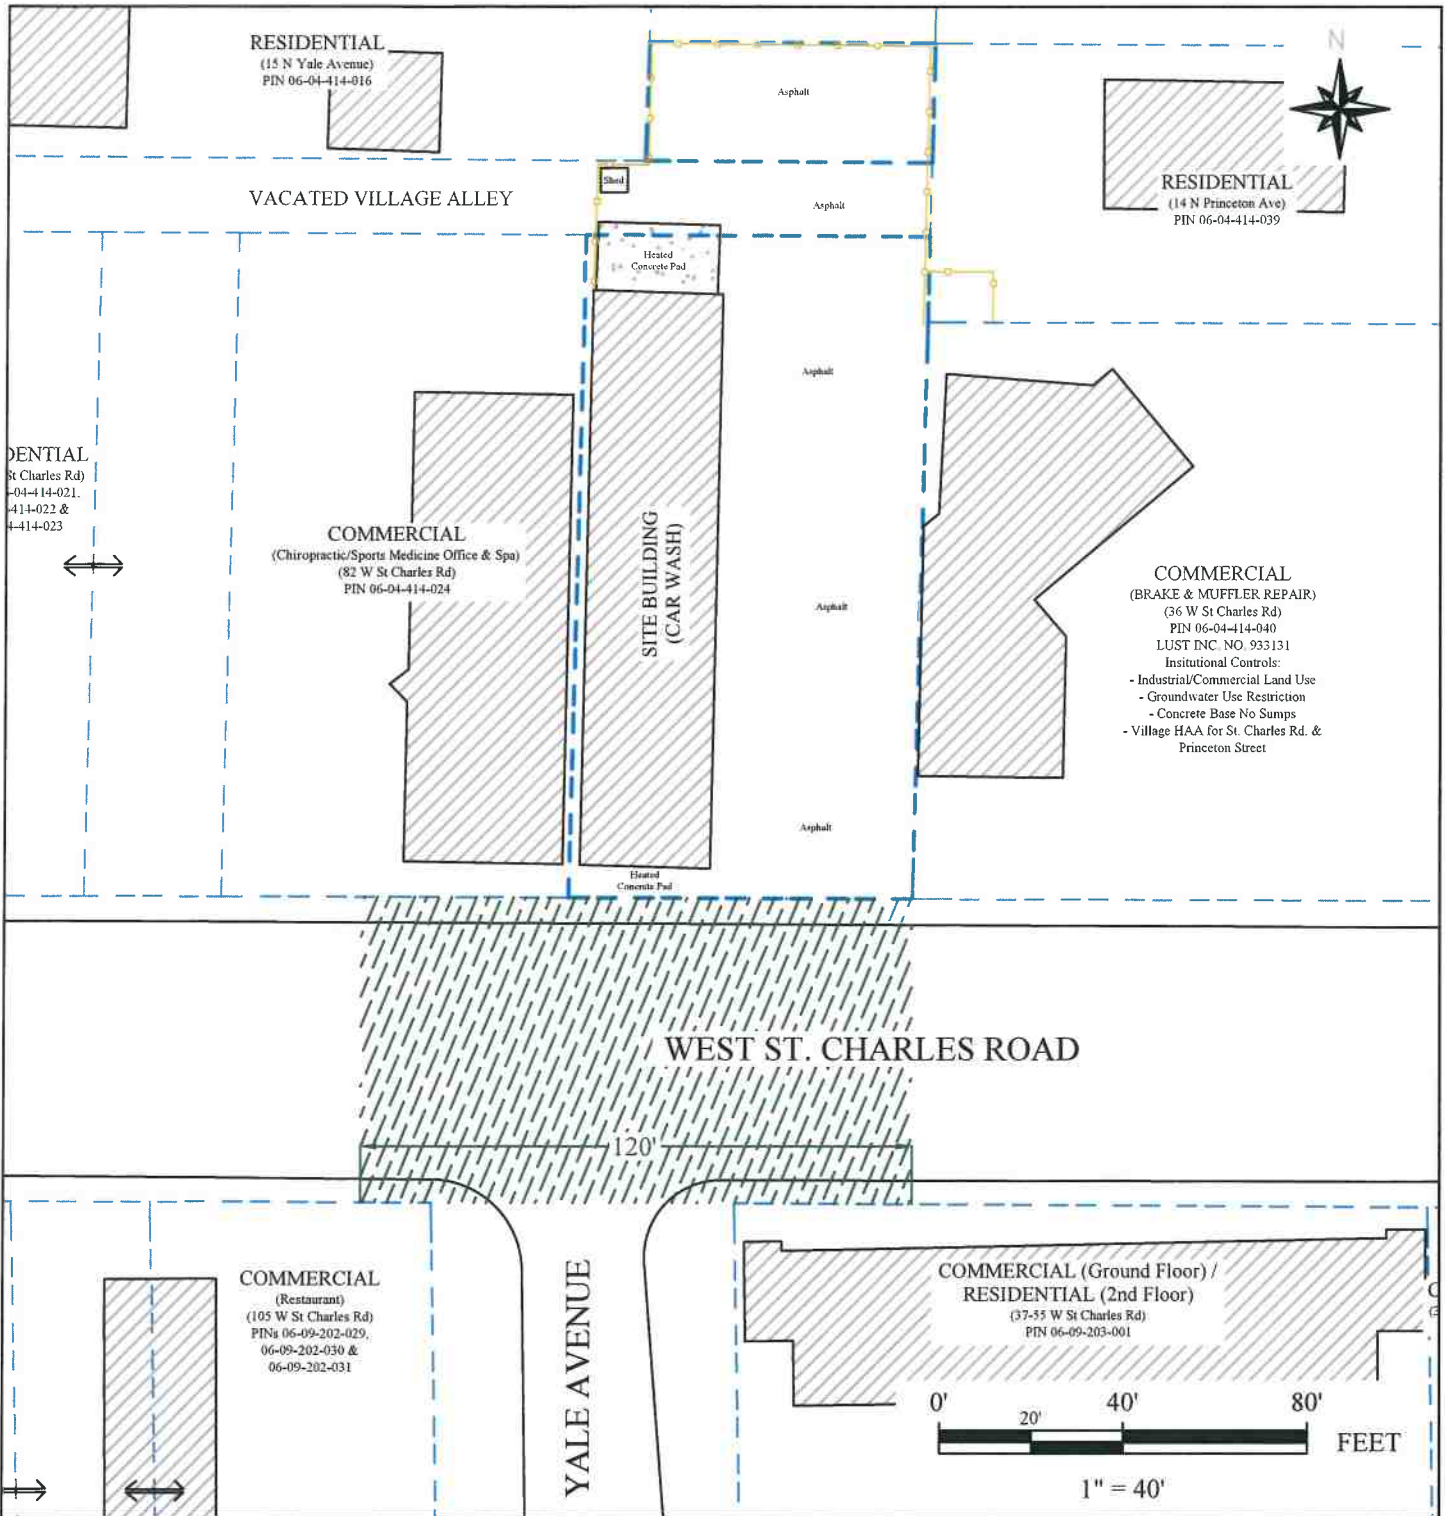 N
RESIDENTIAL
(15 N Yale Avenue)
PIN 06-04-414-016
Asphalt
RESIDENTIAL
(14 N Princeton Ave)
PIN 06-04-414-039
Shed
VACATED VILLAGE ALLEY
Asphalt
Heated
Concrete Pad
Asphalt
DENTIAL
St Charles Rd)
-04-414-021,
-414-022 &
4-414-023
COMMERCIAL
(Chiropractic/Sports Medicine Office & Spa)
(82 W St Charles Rd)
PIN 06-04-414-024
SITE BUILDING
(CAR WASH)
Asphalt
COMMERCIAL
(BRAKE & MUFFLER REPAIR)
(36 W St Charles Rd)
PIN 06-04-414-040
LUST INC. NO. 933131
Insitutional Controls:
- Industrial/Commercial Land Use
- Groundwater Use Restriction
- Concrete Base No Sumps
- Village HAA for St. Charles Rd. &
Princeton Street
Asphalt
Heated
Concrete Pad
WEST ST. CHARLES ROAD
120'
COMMERCIAL
(Restaurant)
(105 W St Charles Rd)
PINs 06-09-202-029,
06-09-202-030 &
06-09-202-031
YALE AVENUE
COMMERCIAL (Ground Floor) /
RESIDENTIAL (2nd Floor)
(37-55 W St Charles Rd)
PIN 06-09-203-001
0' 20' 40' 80'
FEET
1" = 40'